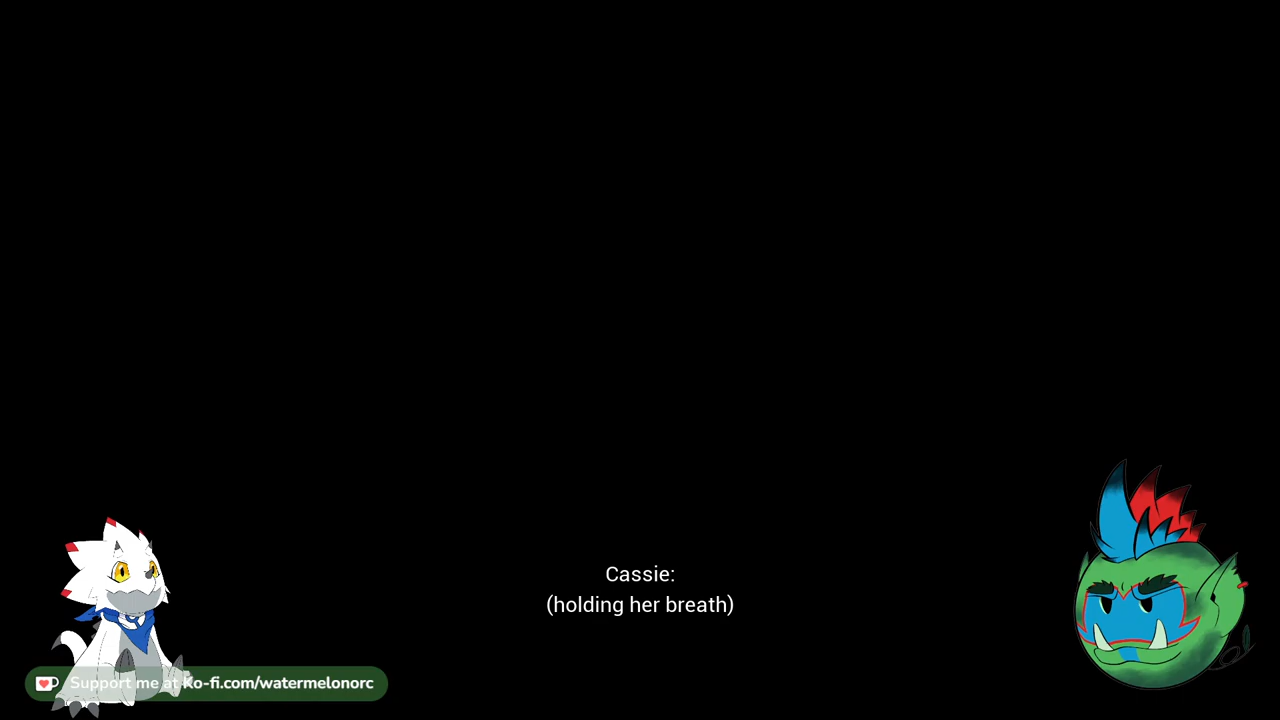 Cassie:
(holding her breath)
Support me at Ko-fi.com/watermelonorc